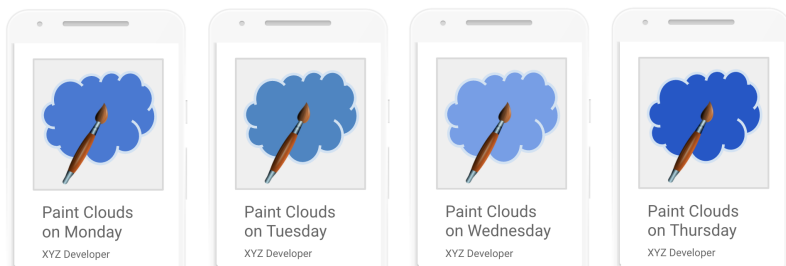 Paint Clouds
on Monday
XYZ Developer
Paint Clouds
on Tuesday
XYZ Developer
Paint Clouds
on Wednesday
XYZ Developer
Paint Clouds
on Thursday
XYZ Developer